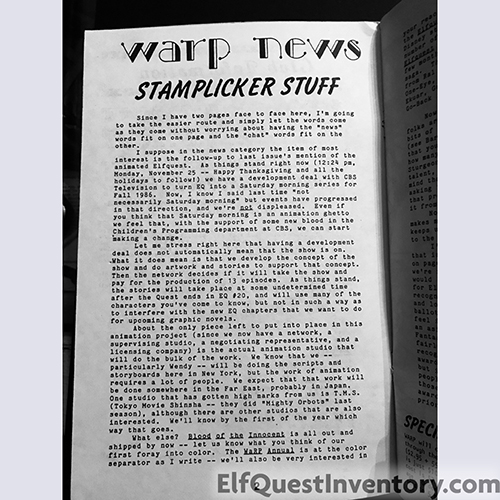 WARP NEWS
STAMPLICKER STUFF
Since I have two pages face to face here, I'm going
to take the easier route and simply let the words come
as they come without worrying about having the "news"
words fit on one page and the "chat" words fit on the
other.
I suppose in the news category the item of most
interest is the follow-up to last issue's mention of the
animated Elfquest. As things stand right now (12:24 pm,
Monday, November 25 -- Happy Thanksgiving and all the
holidays to follow!) we have a development deal with CBS
Television to turn EQ into a Saturday morning series for
Fall 1986. Now, I know I said last time "not
necessarily Saturday morning" but events have progressed
in that direction, and we're not displeased. Even if
you think that Saturday morning is an animation ghetto
we feel that, with the support of some new blood in the
Children's Programming department at CBS, we can start
making a change.
Let me stress right here that having a development
deal does not automatically mean that the show is on.
What it does mean is that we develop the concept of the
show and do artwork and stories to support that concept.
Then the network decides if it will take the show and
pay for the production of 13 episodes. As things stand,
the stories will take place at some undetermined time
after the Quest ends in EQ #20, and will use many of the
characters you've come to know, but not in such a way as
to interfere with the new EQ chapters that we want to do
for upcoming graphic novels.
About the only piece left to put into place in this
animation project (since we now have a network, a
supervising studio, a negotiating representative, and a
licensing company) is the actual animation studio that
will do the bulk of the work. We know that we --
particularly Wendy -- will be doing the scripts and
storyboards here in New York, but the work of animation
requires a lot of people. We expect that that work will
be done somewhere in the Far East, probably in Japan.
One studio that has gotten high marks from us is T.M.S.
(Tokyo Movie Shinsha -- they did "Mighty Orbots" last
season), although there are other studios that are also
interested. We'll know by the first of the year which
way that goes.
What else? Blood of the Innocent is all out and
shipped by now -- let us know what you think of our
first foray into color. The WaRP Annual is at the color
separator as I write -- we'll also be very interested in
SPECI
ElfQuestInventory.com